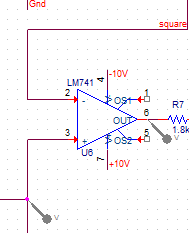 Gnd
square
LM741
-10V
4
2
OS1
1
OUT
6
R7
1.8k
3
+
OS2
5
U6
7
+10V
V
V